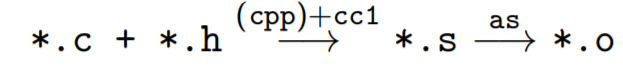 *.c + *.h (cpp)+cc1 ⟶ *.s as ⟶ *.o